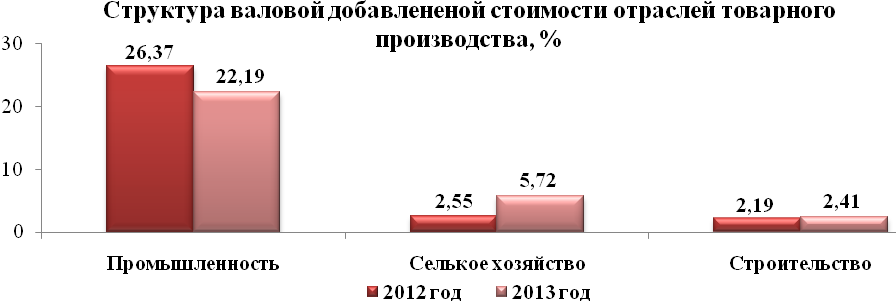 Структура валовой добавлененой стоимости отраслей товарного
производства, %
30
26,37
22,19
20
10
5,72
2,55
2,19
2,41
0
Промышленность
Селькое хозяйство
Строительство
2012 год
2013 год